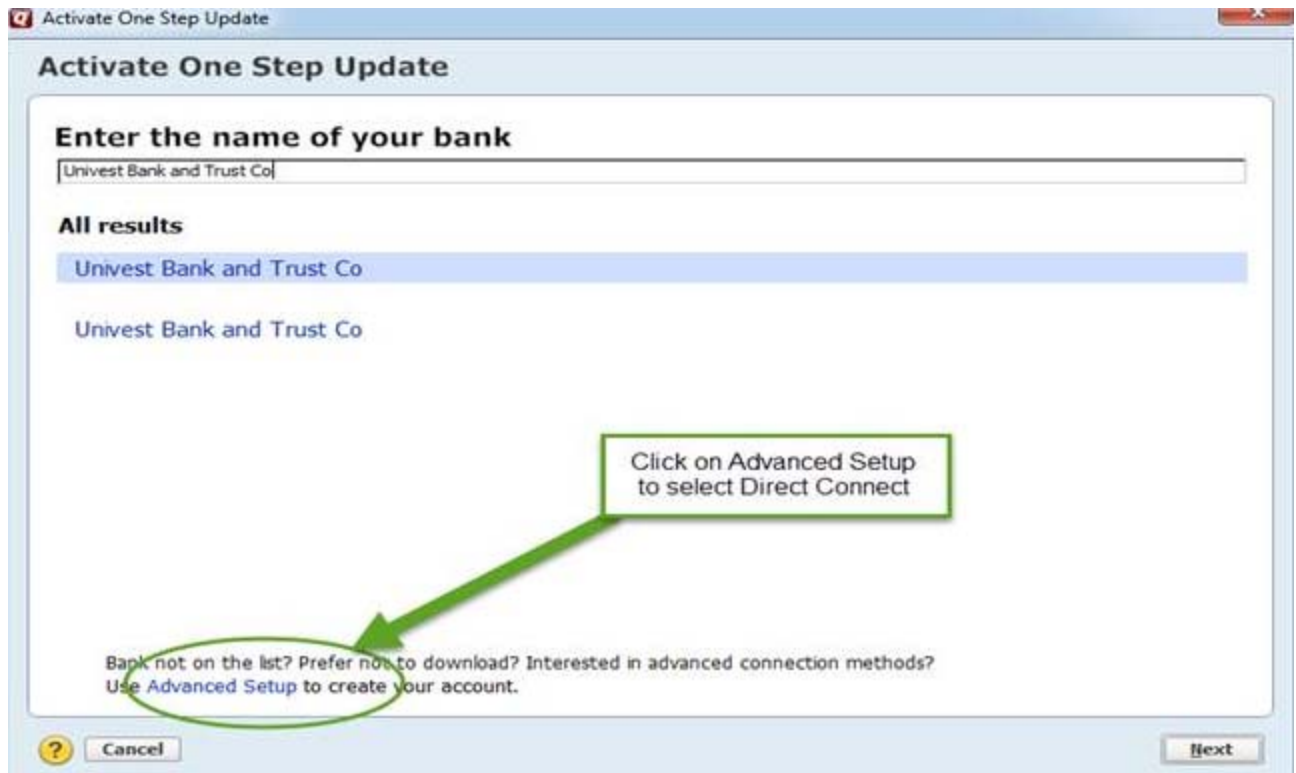 Activate One Step Update
Activate One Step Update
Enter the name of your bank
Univest Bank and Trust Co
All results
Univest Bank and Trust Co
Univest Bank and Trust Co
Click on Advanced Setup
to select Direct Connect
Bank not on the list? Prefer not to download? Interested in advanced connection methods?
Use Advanced Setup to create your account.
? Cancel
Next